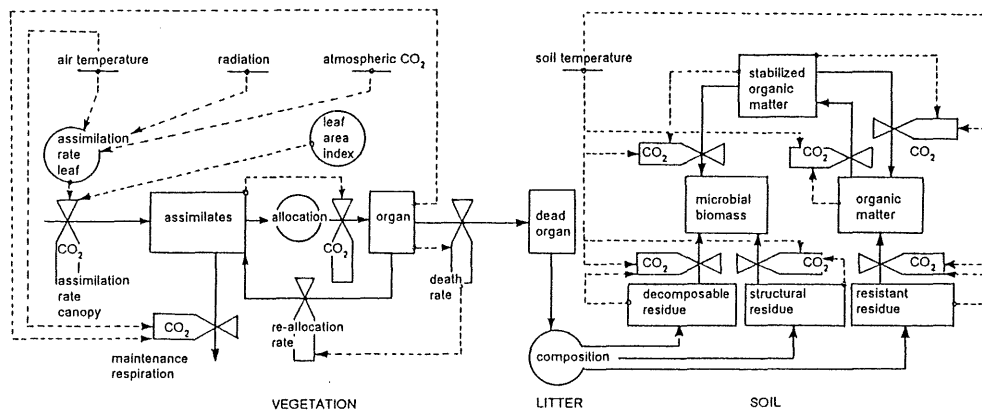 air temperature
radiation
atmospheric CO₂
assimilation
rate
leaf
leaf
area
index
assimilates
allocation
CO₂
organ
CO₂
assimilation
rate
canopy
death
rate
CO₂
re-allocation
rate
maintenance
respiration
VEGETATION
dead
organ
composition
LITTER
soil temperature
stabilized
organic
matter
CO₂
CO₂
CO₂
microbial
biomass
organic
matter
CO₂
CO₂
CO₂
decomposable
residue
structural
residue
resistant
residue
SOIL